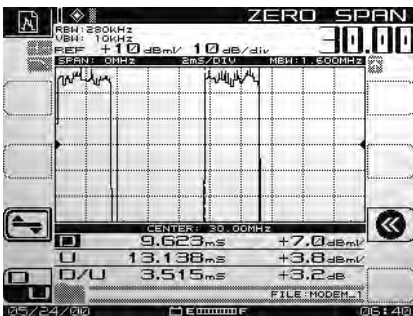 ZERO SPAN
RBW:280kHz
VBW: 10kHz
REF +10 dBmV 10 dB/div
30.00
SPAN: 0MHz 2mS/DIV MBW:1.600MHz
CENTER: 30.00MHz
D 9.623ms +7.0dBmV
U 13.138ms +3.8dBmV
D/U 3.515ms +3.2dB
D
U
FILE:MODEM_1
05/24/00 E F 06:40